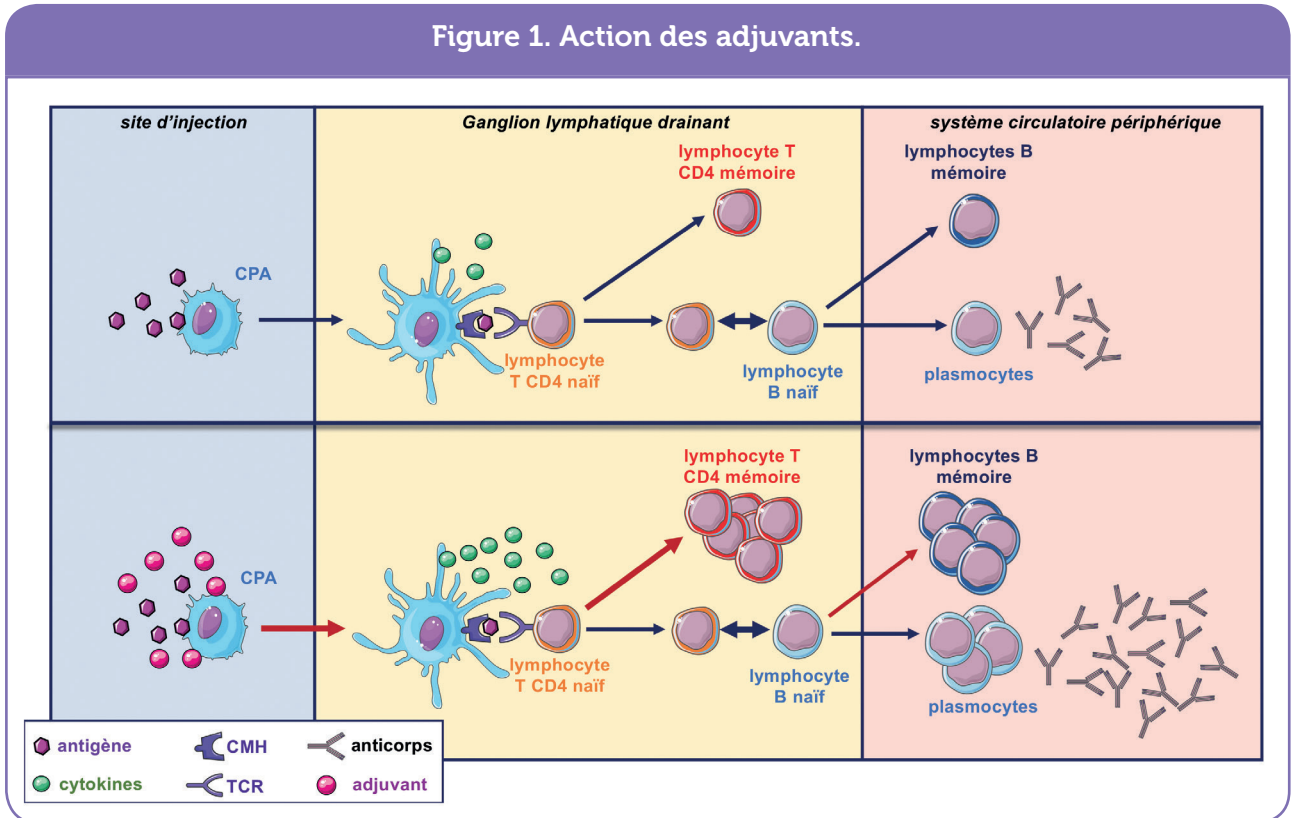 Figure 1. Action des adjuvants.
site d'injection
Ganglion lymphatique drainant
système circulatoire périphérique
lymphocyte T
CD4 mémoire
lymphocytes B
mémoire
CPA
lymphocyte
T CD4 naïf
lymphocyte
B naïf
plasmocytes
lymphocyte T
CD4 mémoire
lymphocytes B
mémoire
CPA
lymphocyte
T CD4 naïf
lymphocyte
B naïf
plasmocytes
antigène
CMH
anticorps
cytokines
TCR
adjuvant